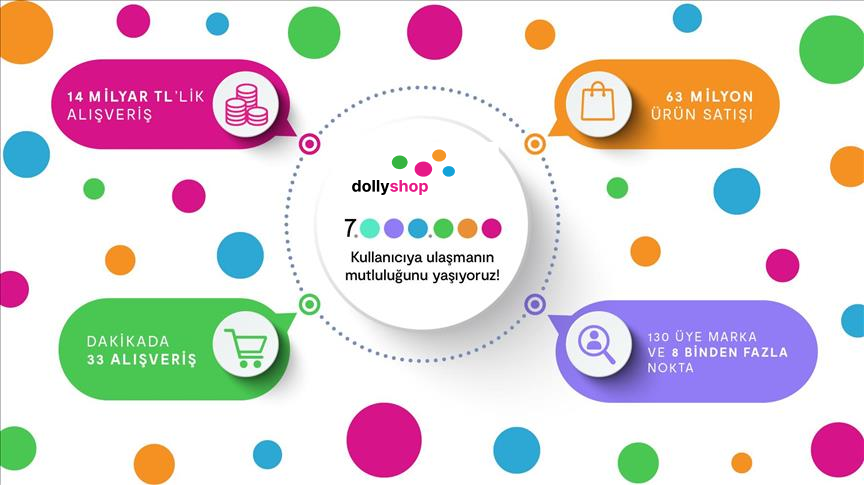 14 MİLYAR TL'LİK
ALIŞVERİŞ
63 MİLYON
ÜRÜN SATIŞI
dollyshop
7.
Kullanıcıya ulaşmanın
mutluluğunu yaşıyoruz!
DAKİKADA
33 ALIŞVERİŞ
130 ÜYE MARKA
VE 8 BİNDEN FAZLA
NOKTA